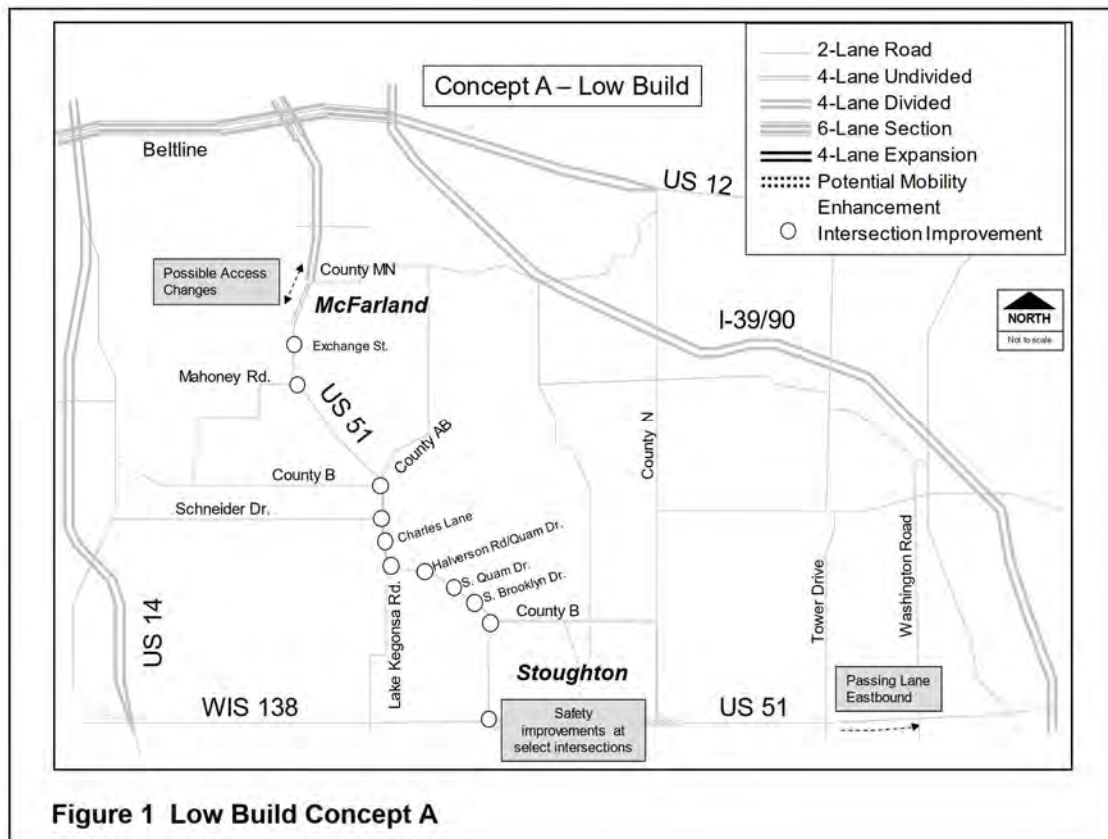 Concept A – Low Build
2-Lane Road
4-Lane Undivided
4-Lane Divided
6-Lane Section
4-Lane Expansion
Potential Mobility
Enhancement
Intersection Improvement
Beltline
US 12
Possible Access
Changes
County MN
McFarland
I-39/90
NORTH
Not to scale
Exchange St.
Mahoney Rd.
US 51
County AB
County N
County B
Schneider Dr.
Charles Lane
Halverson Rd/Quam Dr.
S. Quam Dr.
S. Brooklyn Dr.
County B
Lake Kegonsa Rd.
Tower Drive
Washington Road
US 14
Stoughton
Passing Lane
Eastbound
WIS 138
Safety
improvements at
select intersections
US 51
Figure 1 Low Build Concept A